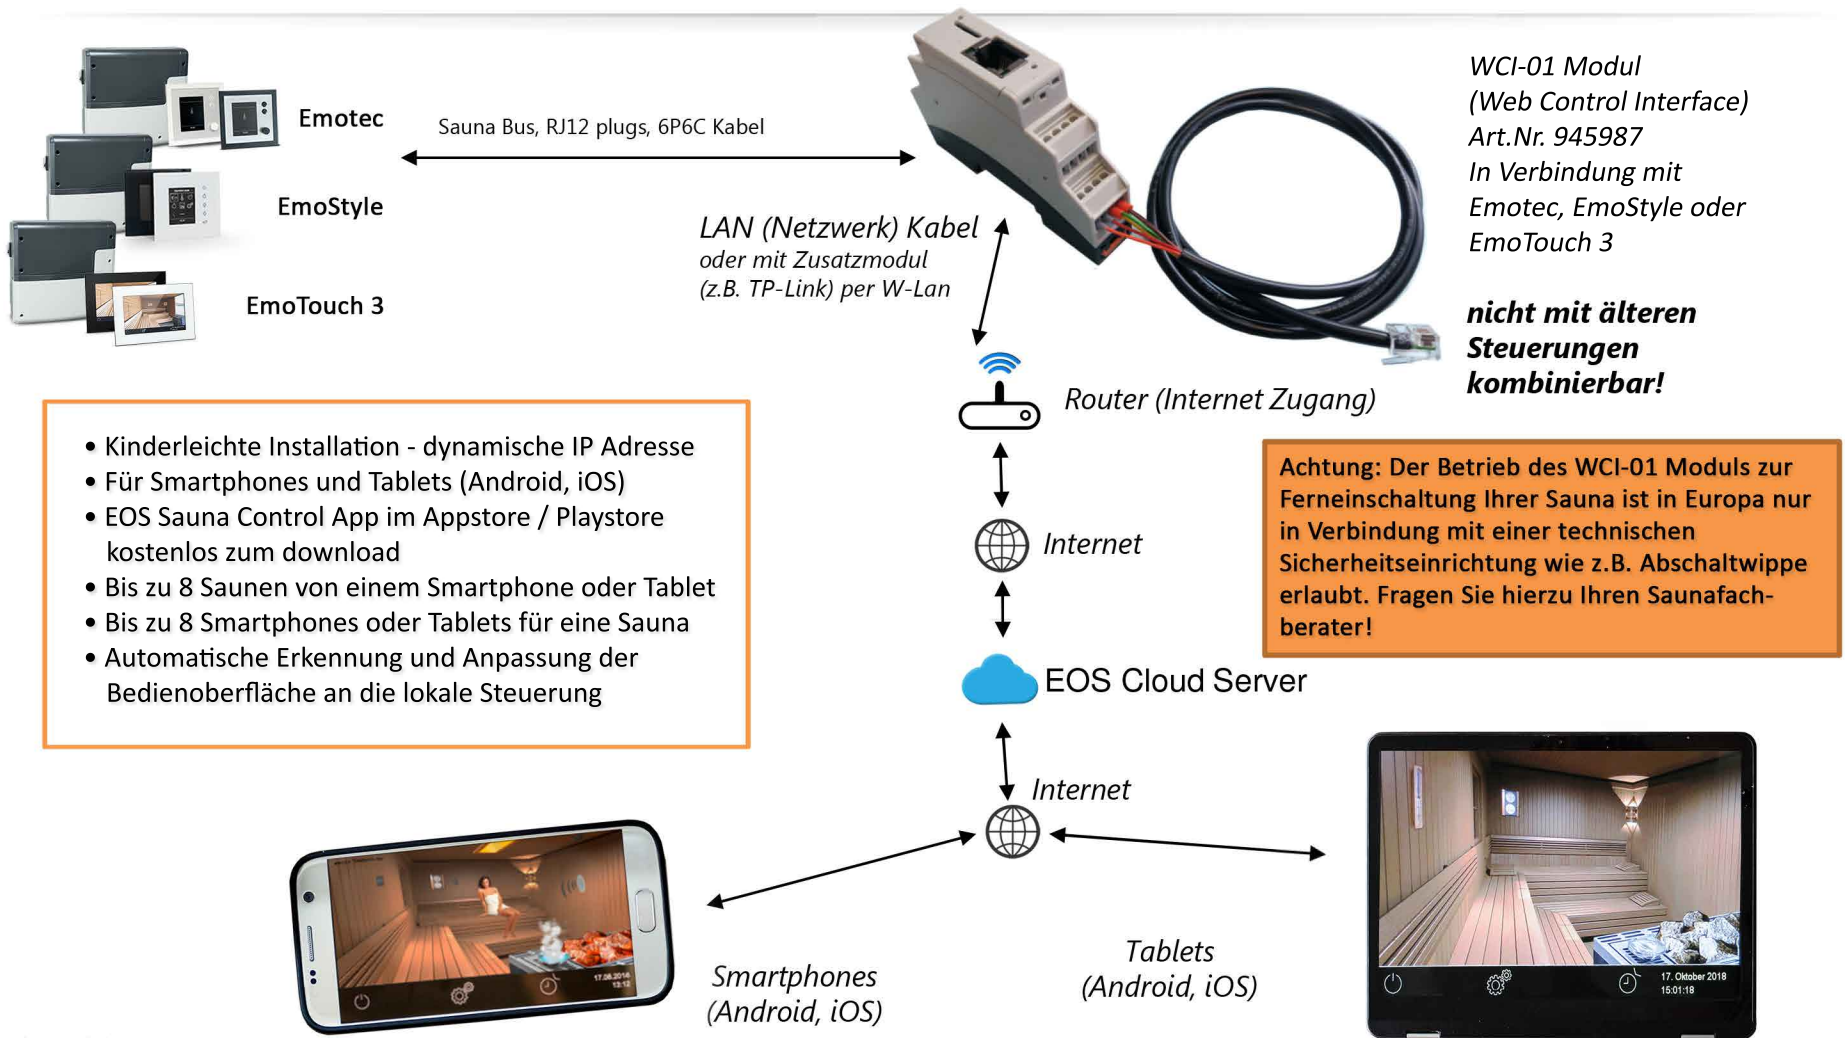 Emotec
EmoStyle
EmoTouch 3
Sauna Bus, RJ12 plugs, 6P6C Kabel
WCI-01 Modul
(Web Control Interface)
Art.Nr. 945987
In Verbindung mit
Emotec, EmoStyle oder
EmoTouch 3
nicht mit älteren
Steuerungen
kombinierbar!
LAN (Netzwerk) Kabel
oder mit Zusatzmodul
(z.B. TP-Link) per W-Lan
Router (Internet Zugang)
• Kinderleichte Installation - dynamische IP Adresse
• Für Smartphones und Tablets (Android, iOS)
• EOS Sauna Control App im Appstore / Playstore
kostenlos zum download
• Bis zu 8 Saunen von einem Smartphone oder Tablet
• Bis zu 8 Smartphones oder Tablets für eine Sauna
• Automatische Erkennung und Anpassung der
Bedienoberfläche an die lokale Steuerung
Internet
Achtung: Der Betrieb des WCI-01 Moduls zur
Ferneinschaltung Ihrer Sauna ist in Europa nur
in Verbindung mit einer technischen
Sicherheitseinrichtung wie z.B. Abschaltwippe
erlaubt. Fragen Sie hierzu Ihren Saunafach-
berater!
EOS Cloud Server
Internet
17.08.2016
13:12
Smartphones
(Android, iOS)
Tablets
(Android, iOS)
17. Oktober 2018
15:01:18